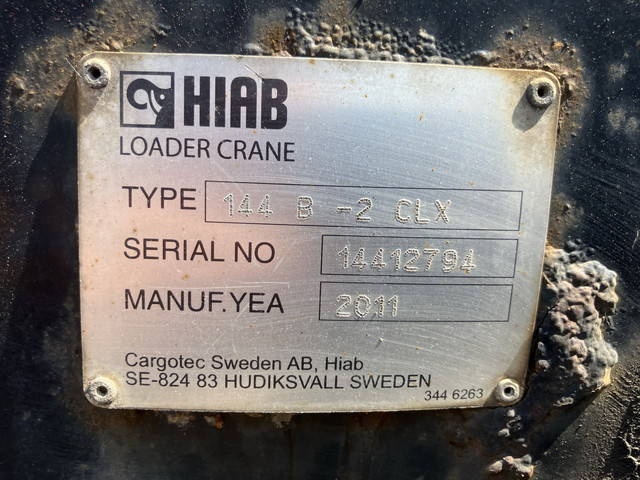 HIAB
LOADER CRANE
TYPE 144 B -2 CLX
SERIAL NO 14412794
MANUF.YEA 2011
Cargotec Sweden AB, Hiab
SE-824 83 HUDIKSVALL SWEDEN
344 6263